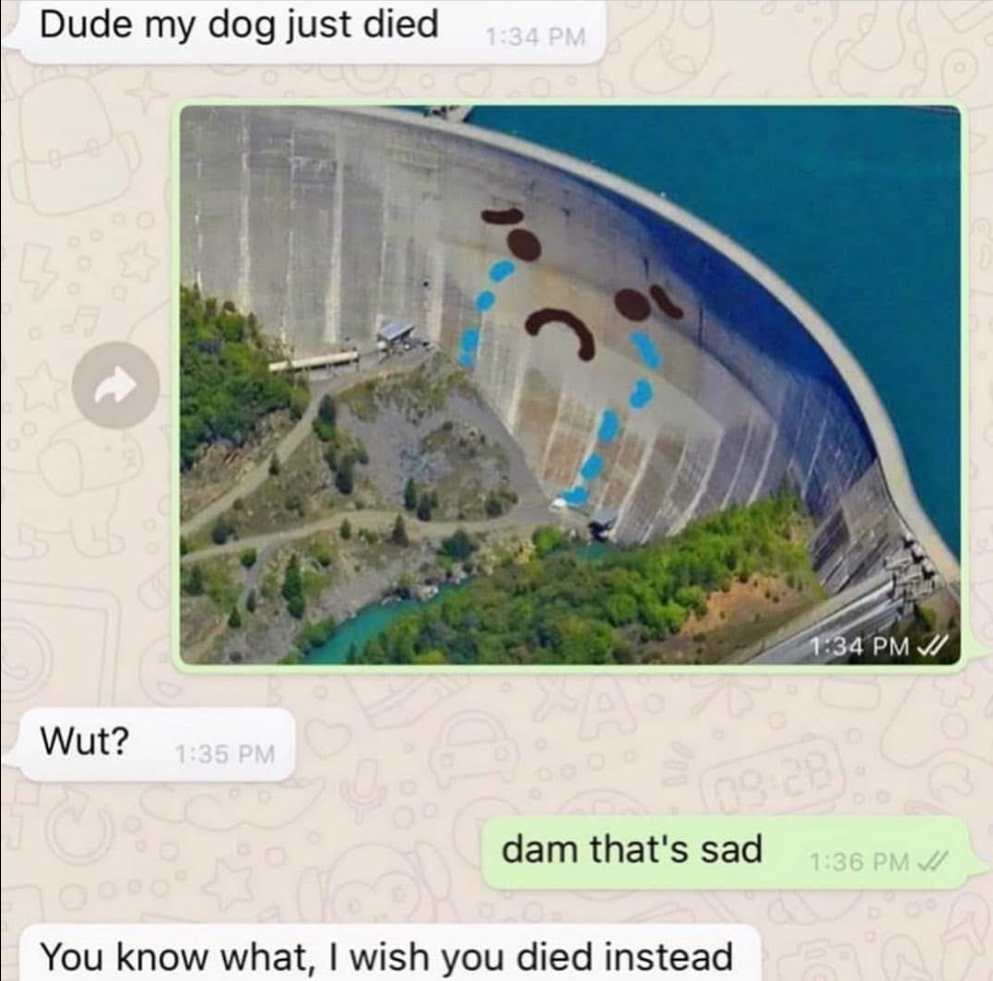 Dude my dog just died 1:34 PM
1:34 PM
Wut? 1:35 PM
dam that's sad 1:36 PM
You know what, I wish you died instead